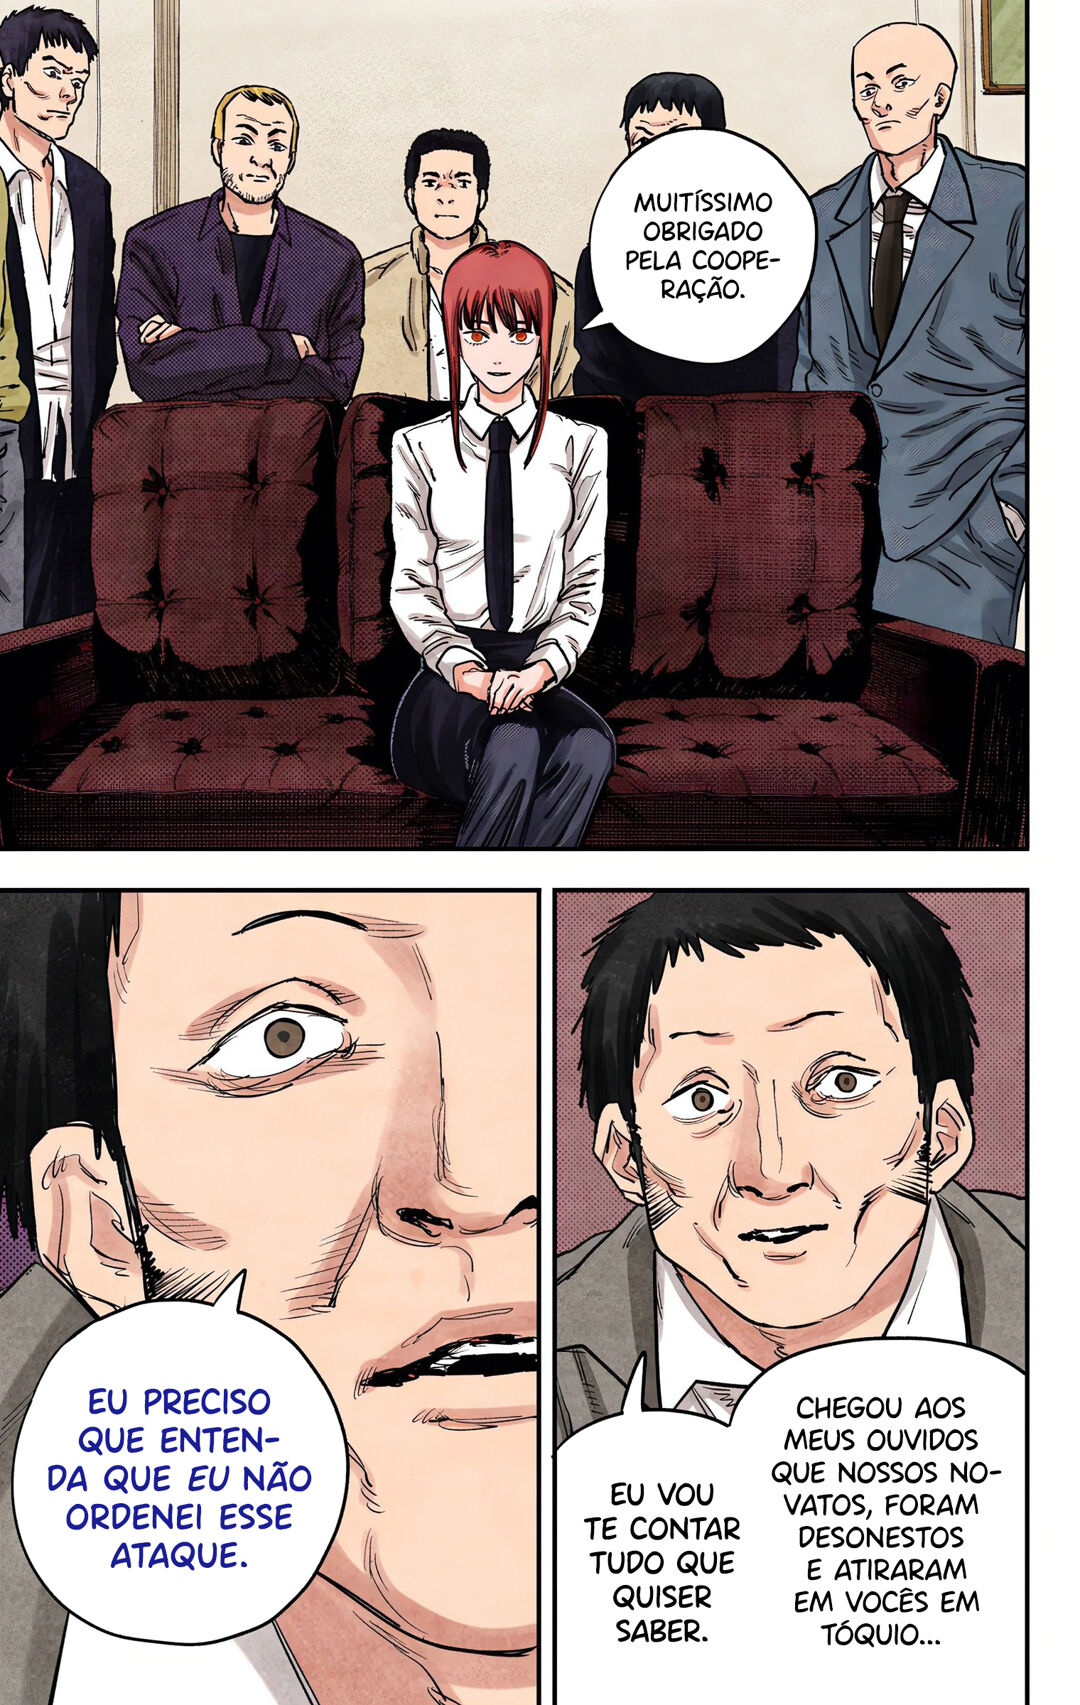 MUITÍSSIMO
OBRIGADO
PELA COOPE-
RAÇÃO.
CHEGOU AOS
MEUS OUVIDOS
QUE NOSSOS NO-
VATOS, FORAM
DESONESTOS
E ATIRARAM
EM VOCÊS EM
TÓQUIO...
EU VOU
TE CONTAR
TUDO QUE
QUISER
SABER.
EU PRECISO
QUE ENTEN-
DA QUE EU NÃO
ORDENEI ESSE
ATAQUE.